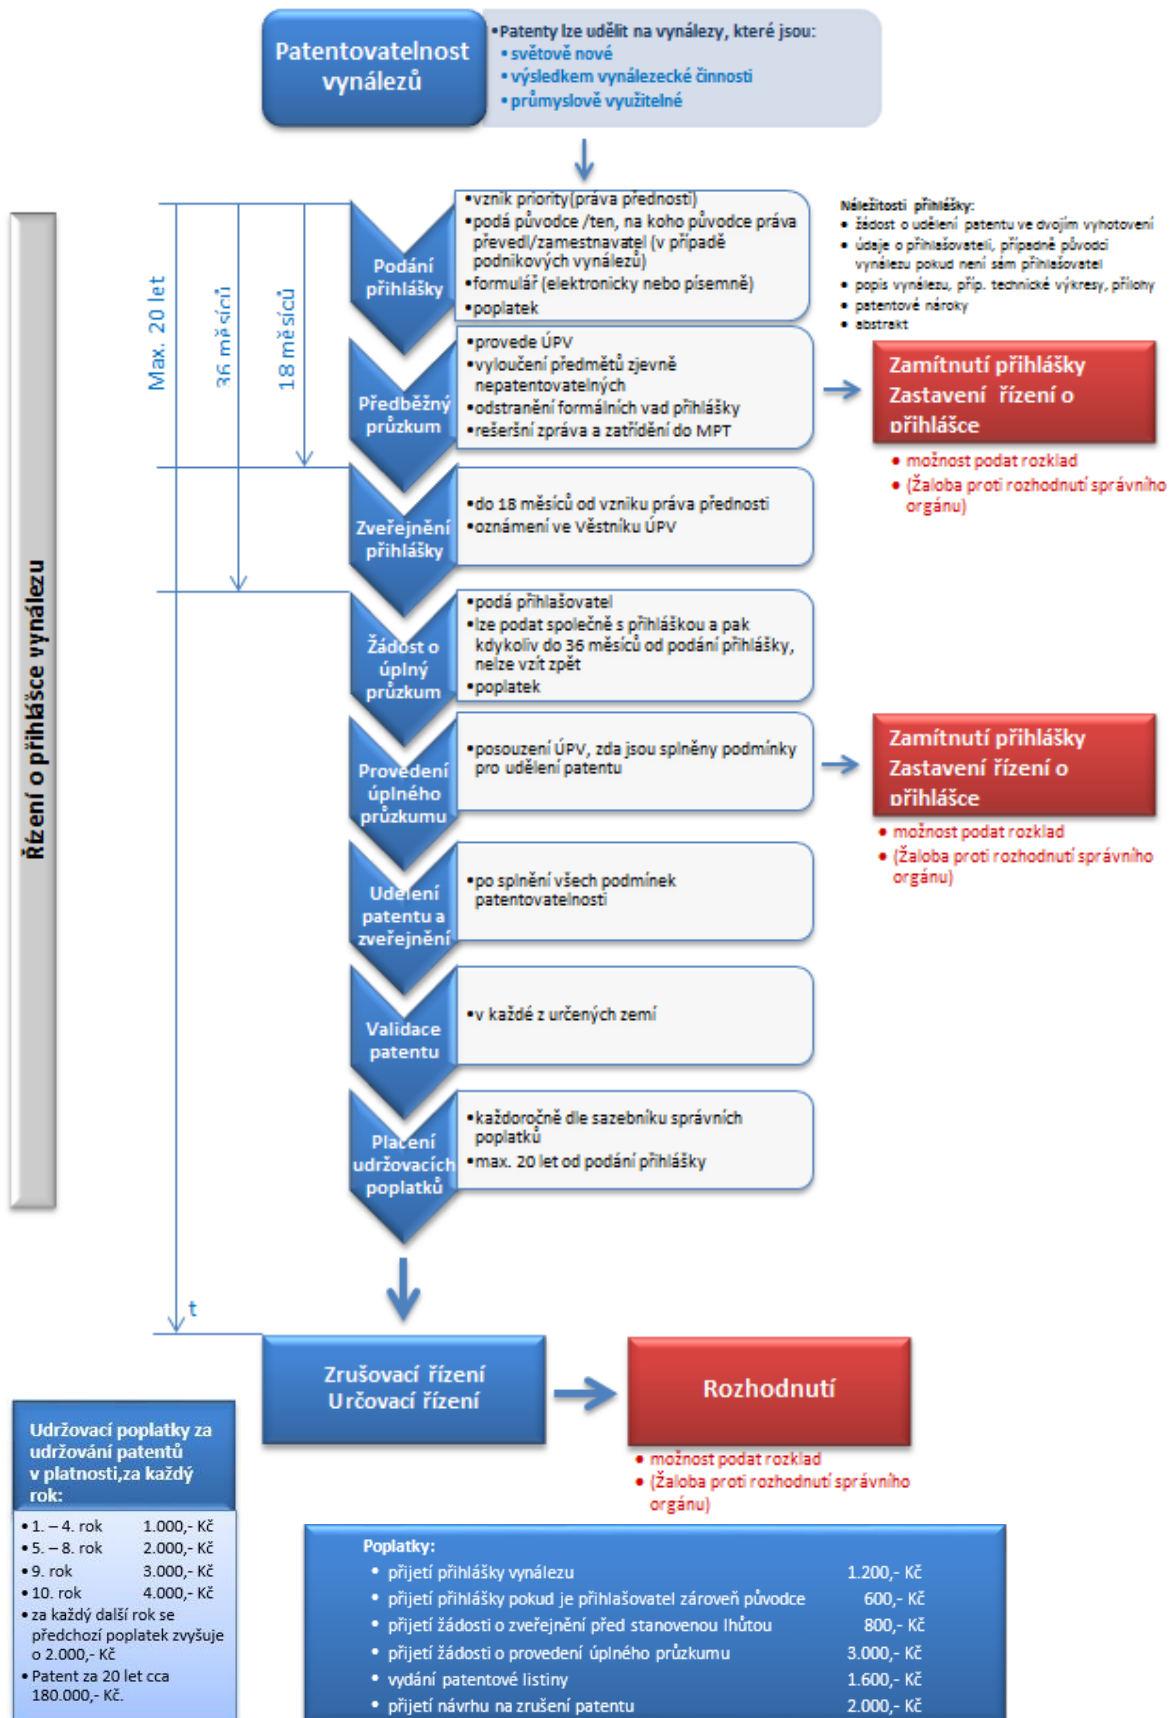 Patentovatelnost
vynálezů
•Patenty lze udělit na vynálezy, které jsou:
• světově nové
• výsledkem vynálezecké činnosti
• průmyslově využitelné
Řízení o přihlášce vynálezu
Max. 20 let
36 měsíců
18 měsíců
t
Podání
přihlášky
•vznik priority(práva přednosti)
•podá původce /ten, na koho původce práva
převedl/zamestnavatel (v případě
podnikových vynálezů)
•formulář (elektronicky nebo písemně)
•poplatek
Náležitosti přihlášky:
• žádost o udělení patentu ve dvojím vyhotovení
• údaje o přihlašovateli, případně původci
vynálezu pokud není sám přihlašovatel
• popis vynálezu, příp. technické výkresy, přílohy
• patentové nároky
• abstrakt
Předběžný
průzkum
•provede ÚPV
•vyloučení předmětů zjevně
nepatentovatelných
•odstranění formálních vad přihlášky
•rešeršní zpráva a zatřídění do MPT
Zamítnutí přihlášky
Zastavení řízení o
přihlášce
• možnost podat rozklad
• (Žaloba proti rozhodnutí správního
orgánu)
Zveřejnění
přihlášky
•do 18 měsíců od vzniku práva přednosti
•oznámení ve Věstníku ÚPV
Žádost o
úplný
průzkum
•podá přihlašovatel
•lze podat společně s přihláškou a pak
kdykoliv do 36 měsíců od podání přihlášky,
nelze vzít zpět
•poplatek
Provedení
úplného
průzkumu
•posouzení ÚPV, zda jsou splněny podmínky
pro udělení patentu
Zamítnutí přihlášky
Zastavení řízení o
přihlášce
• možnost podat rozklad
• (Žaloba proti rozhodnutí správního
orgánu)
Udělení
patentu a
zveřejnění
•po splnění všech podmínek
patentovatelnosti
Validace
patentu
•v každé z určených zemí
Placení
udržovacích
poplatků
•každoročně dle sazebníku správních
poplatků
•max. 20 let od podání přihlášky
Zrušovací řízení
Určovací řízení
Rozhodnutí
• možnost podat rozklad
• (Žaloba proti rozhodnutí správního
orgánu)
Udržovací poplatky za
udržování patentů
v platnosti,za každý
rok:
• 1. – 4. rok 1.000,- Kč
• 5. – 8. rok 2.000,- Kč
• 9. rok 3.000,- Kč
• 10. rok 4.000,- Kč
• za každý další rok se
předchozí poplatek zvyšuje
o 2.000,- Kč
• Patent za 20 let cca
180.000,- Kč.
Poplatky:
• přijetí přihlášky vynálezu 1.200,- Kč
• přijetí přihlášky pokud je přihlašovatel zároveň původce 600,- Kč
• přijetí žádosti o zveřejnění před stanovenou lhůtou 800,- Kč
• přijetí žádosti o provedení úplného průzkumu 3.000,- Kč
• vydání patentové listiny 1.600,- Kč
• přijetí návrhu na zrušení patentu 2.000,- Kč